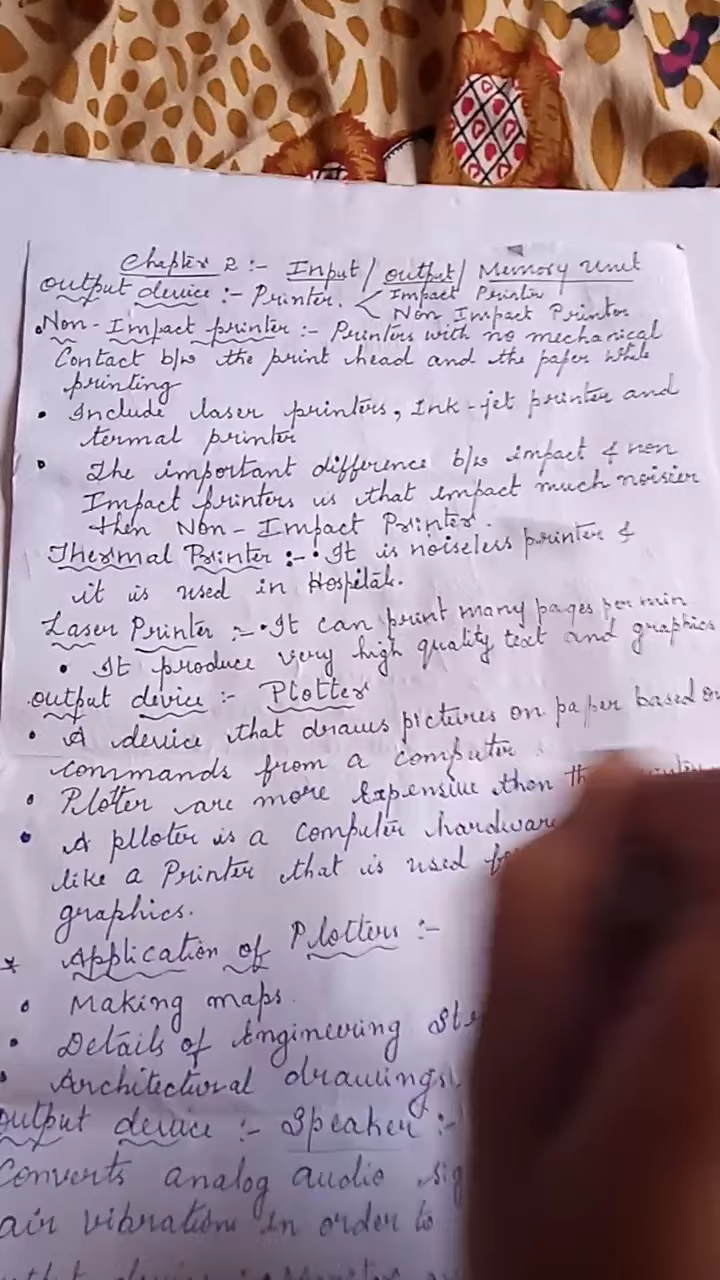 Chapter 2:- Input/output/Memory unit
output device :- Printer. < Impact Printer
Non Impact Printer
Non-Impact printer :- Printers with no mechanical
Contact b/w the print head and the paper while
printing
• Include laser printers, Ink-jet printer and
termal printer
• The important difference b/w impact & non
Impact printers is that impact much noisier
then Non-Impact Printer.
Thermal Printer :- • It is noiseless printer &
it is used in Hospitals.
Laser Printer :- • It can print many pages per min
• It produce very high quality text and graphics
output device :- Plotter
• A device that draws pictures on paper based on
commands from a computer
• Ploter are more Expensive than
• A plloter is a computer hardware
like a Printer that is used
graphics.
* Application of Plotters :-
• Making maps.
• Details of Engineering
• Architectural drawings
output device :- Speaker :-
Converts analog audio
air vibration in order to